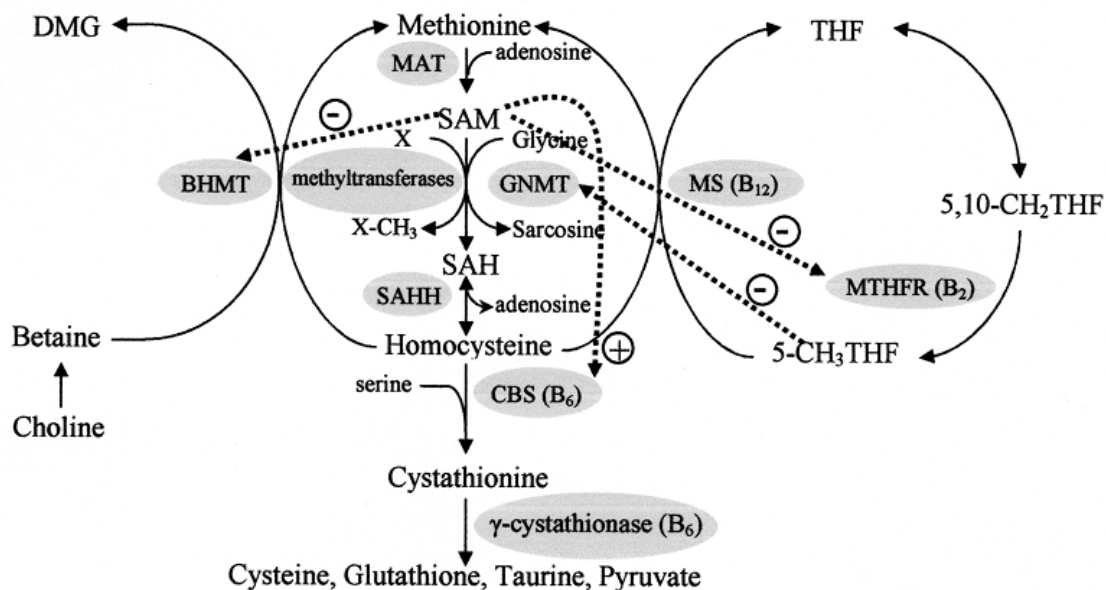 DMG
Methionine
THF
MAT
adenosine
SAM
−
X
Glycine
BHMT
methyltransferases
GNMT
MS (B₁₂)
5,10-CH₂THF
−
X-CH₃
Sarcosine
SAH
−
MTHFR (B₂)
SAHH
adenosine
Betaine
Homocysteine
+
5-CH₃THF
serine
CBS (B₆)
Choline
Cystathionine
γ-cystathionase (B₆)
Cysteine, Glutathione, Taurine, Pyruvate